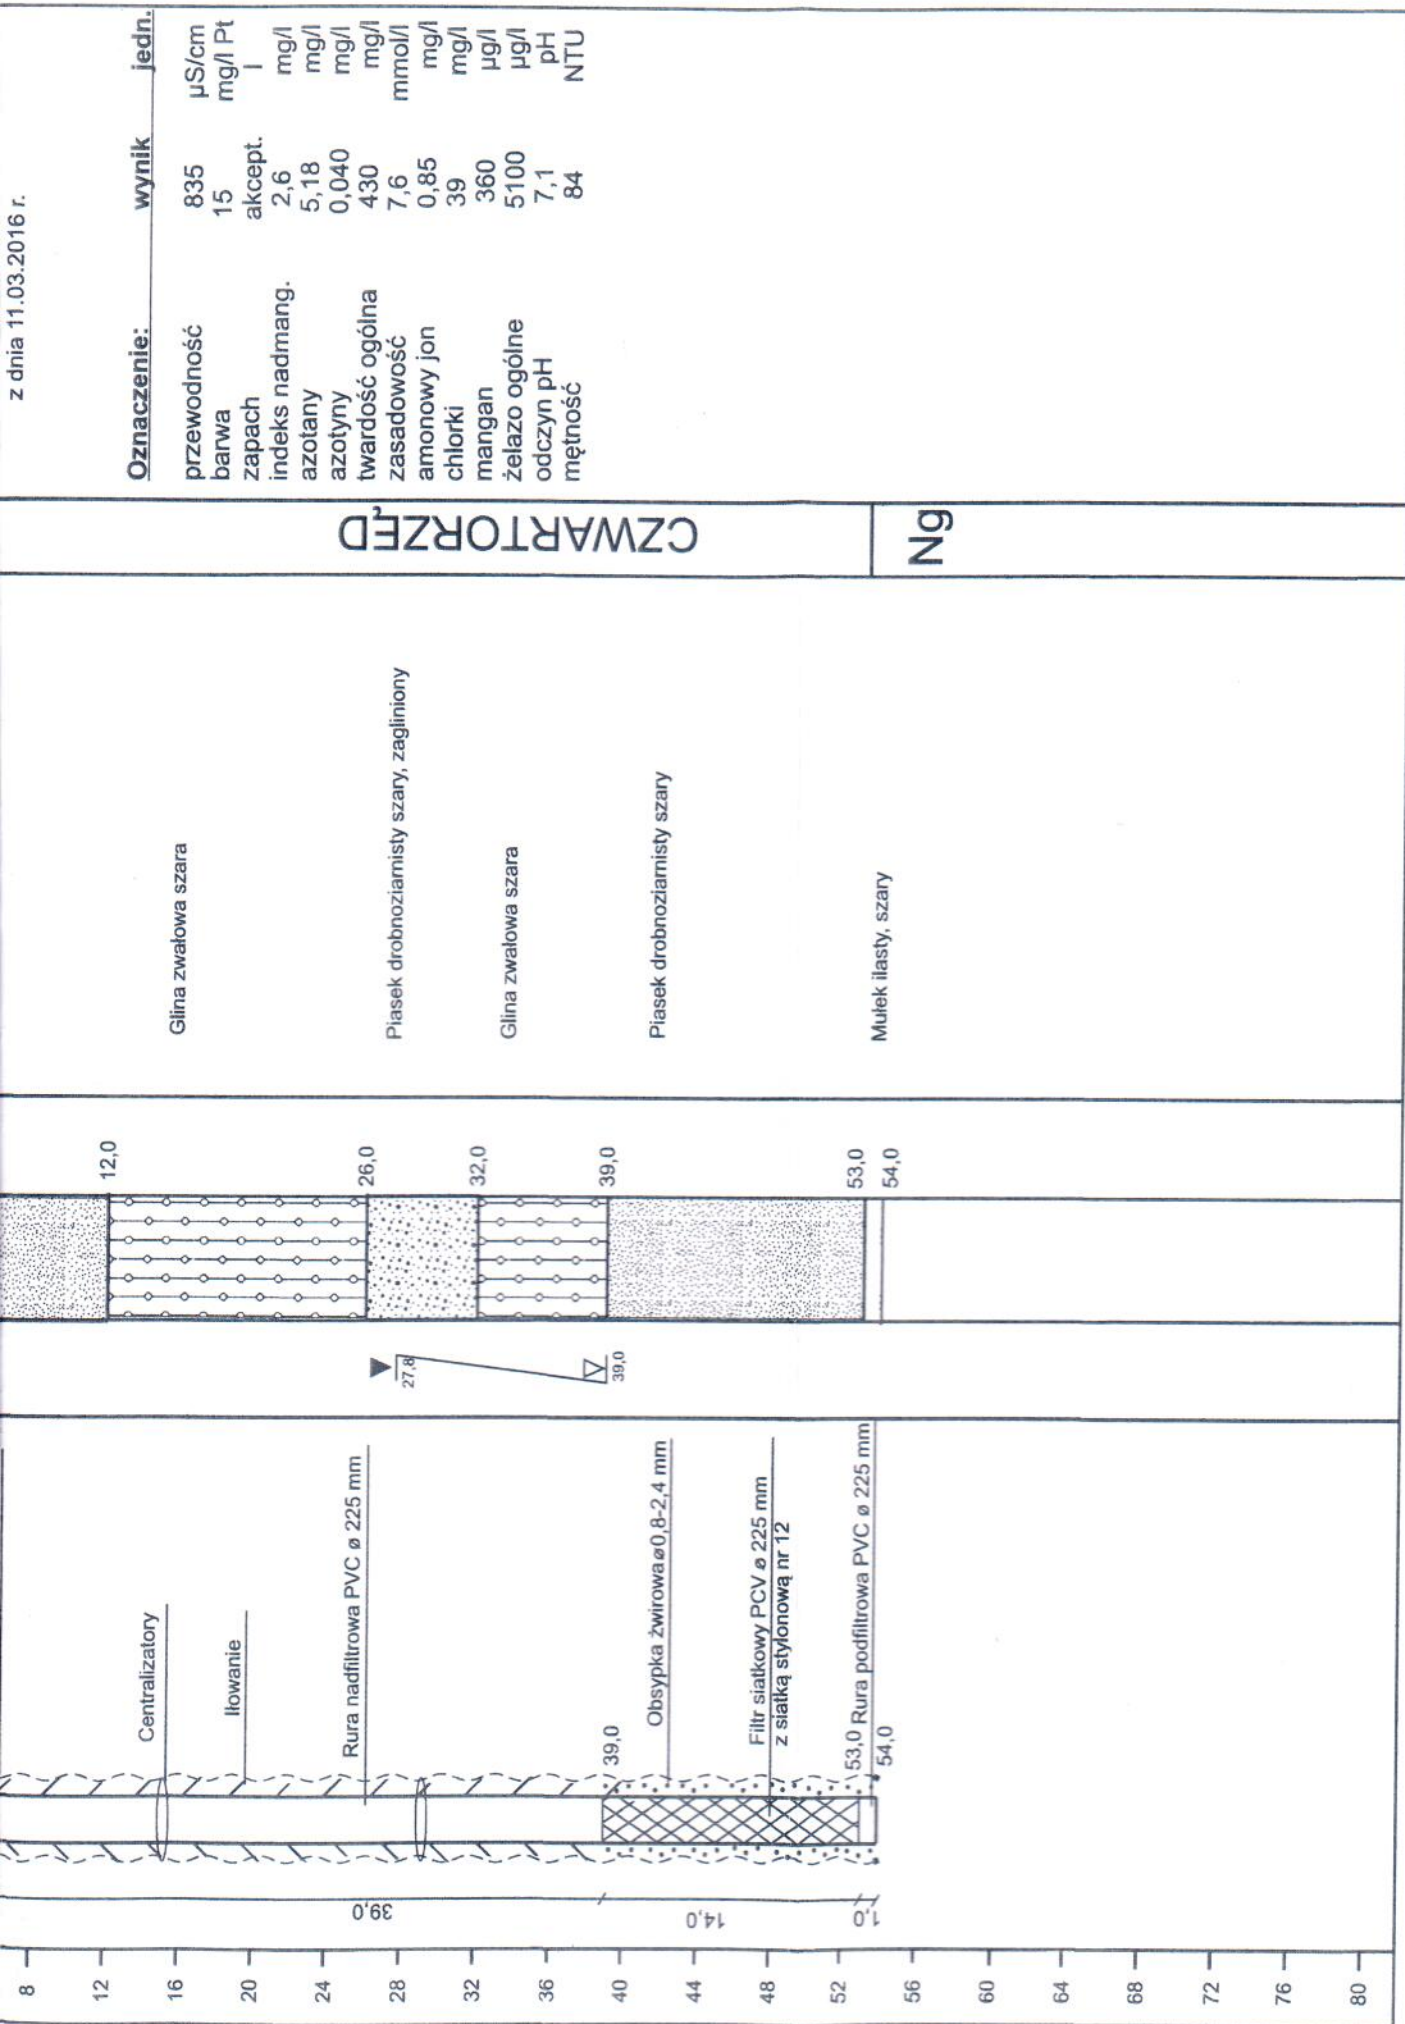 z dnia 11.03.2016 r.
Oznaczenie: wynik jedn.
przewodność 835 µS/cm
barwa 15 mg/l Pt
zapach akcept. l
indeks nadmang. 2,6 mg/l
azotany 5,18 mg/l
azotyny 0,040 mg/l
twardość ogólna 430 mg/l
zasadowość 7,6 mmol/l
amonowy jon 0,85 mg/l
chlorki 39 mg/l
mangan 360 µg/l
żelazo ogólne 5100 µg/l
odczyn pH 7,1 pH
mętność 84 NTU
CZWARTORZĘD
Ng
Glina zwałowa szara
Piasek drobnoziarnisty szary, zagliniony
Glina zwałowa szara
Piasek drobnoziarnisty szary
Mułek ilasty, szary
12,0
26,0
32,0
39,0
53,0
54,0
27,8
39,0
Centralizatory
Iłowanie
Rura nadfiltrowa PVC ø 225 mm
39,0
Obsypka żwirowaø0,8-2,4 mm
Filtr siatkowy PCV ø 225 mm
z siatką stylonową nr 12
53,0 Rura podfiltrowa PVC ø 225 mm
54,0
39,0
14,0
1,0
8
12
16
20
24
28
32
36
40
44
48
52
56
60
64
68
72
76
80